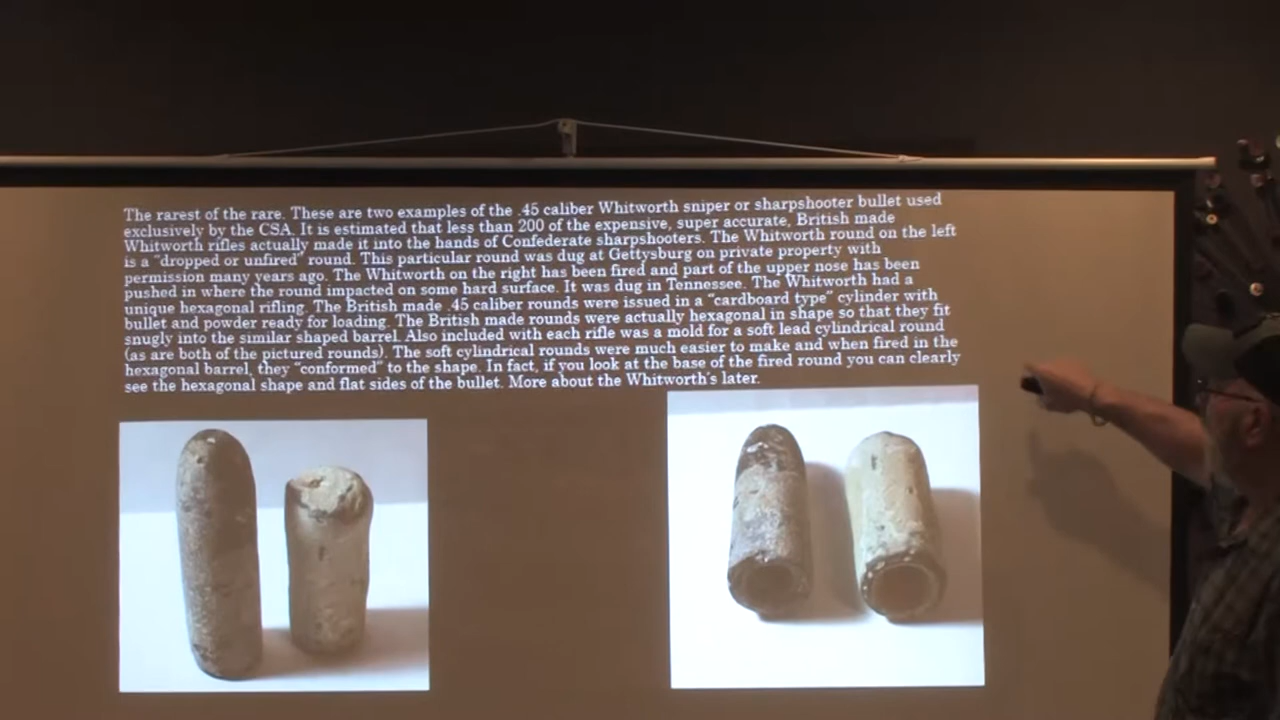 The rarest of the rare. These are two examples of the .45 caliber Whitworth sniper or sharpshooter bullet used
exclusively by the CSA. It is estimated that less than 200 of the expensive, super accurate, British made
Whitworth rifles actually made it into the hands of Confederate sharpshooters. The Whitworth round on the left
is a "dropped or unfired" round. This particular round was dug at Gettysburg on private property with
permission many years ago. The Whitworth on the right has been fired and part of the upper nose has been
pushed in where the round impacted on some hard surface. It was dug in Tennessee. The Whitworth had a
unique hexagonal rifling. The British made .45 caliber rounds were issued in a "cardboard type" cylinder with
bullet and powder ready for loading. The British made rounds were actually hexagonal in shape so that they fit
snugly into the similar shaped barrel. Also included with each rifle was a mold for a soft lead cylindrical round
(as are both of the pictured rounds). The soft cylindrical rounds were much easier to make and when fired in the
hexagonal barrel, they "conformed" to the shape. In fact, if you look at the base of the fired round you can clearly
see the hexagonal shape and flat sides of the bullet. More about the Whitworth's later.